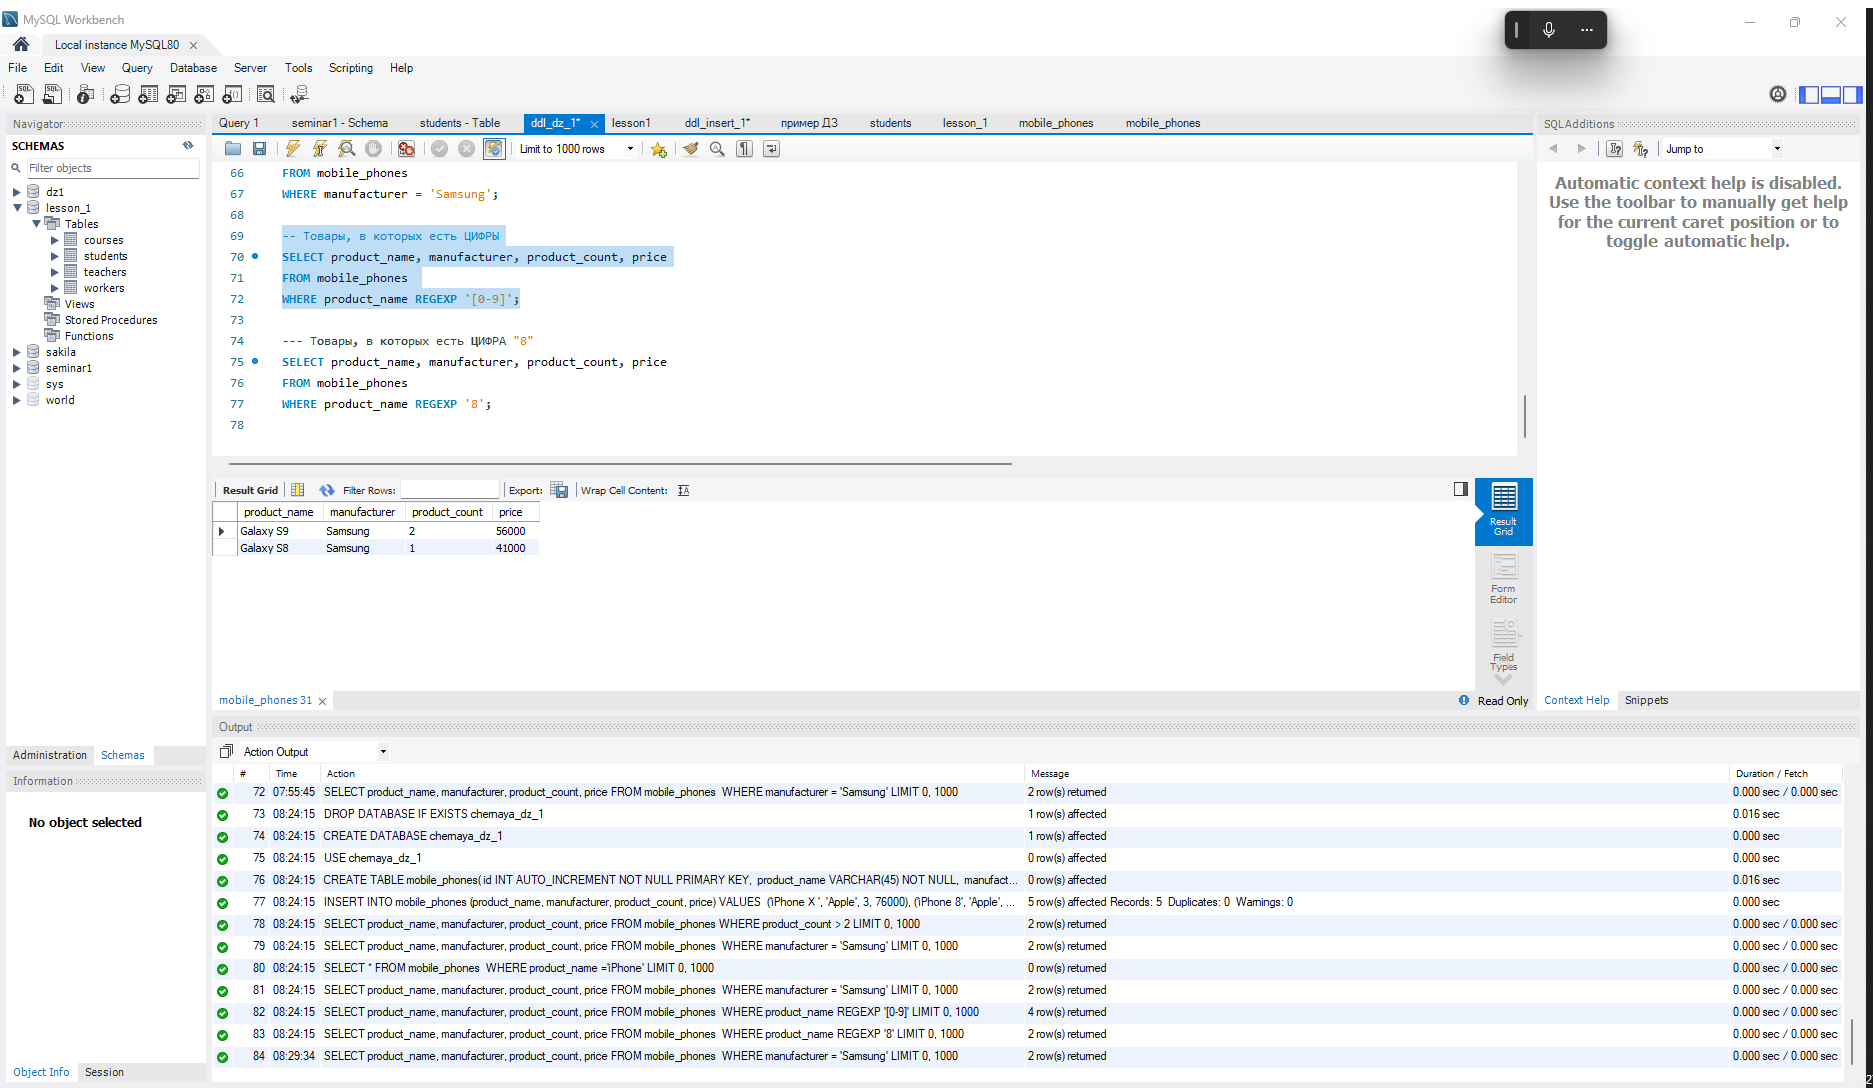 MySQL Workbench
Local instance MySQL80
File Edit View Query Database Server Tools Scripting Help
Navigator
SCHEMAS
Filter objects
dz1
lesson_1
Tables
courses
students
teachers
workers
Views
Stored Procedures
Functions
sakila
seminar1
sys
world
Administration Schemas
Information
No object selected
Object Info Session
Query 1 seminar1 - Schema students - Table ddl_dz_1* lesson1 ddl_insert_1* пример ДЗ students lesson_1 mobile_phones mobile_phones
Limit to 1000 rows
66 FROM mobile_phones
67 WHERE manufacturer = 'Samsung';
68
69 -- Товары, в которых есть ЦИФРЫ
70 SELECT product_name, manufacturer, product_count, price
71 FROM mobile_phones
72 WHERE product_name REGEXP '[0-9]';
73
74 --- Товары, в которых есть ЦИФРА "8"
75 SELECT product_name, manufacturer, product_count, price
76 FROM mobile_phones
77 WHERE product_name REGEXP '8';
78
Result Grid Filter Rows: Export: Wrap Cell Content:
product_name manufacturer product_count price
Galaxy S9 Samsung 2 56000
Galaxy S8 Samsung 1 41000
Result Grid
Form Editor
Field Types
mobile_phones 31
Read Only
SQLAdditions
Jump to
Automatic context help is disabled.
Use the toolbar to manually get help
for the current caret position or to
toggle automatic help.
Context Help Snippets
Output
Action Output
# Time Action Message Duration / Fetch
72 07:55:45 SELECT product_name, manufacturer, product_count, price FROM mobile_phones WHERE manufacturer = 'Samsung' LIMIT 0, 1000 2 row(s) returned 0.000 sec / 0.000 sec
73 08:24:15 DROP DATABASE IF EXISTS chernaya_dz_1 1 row(s) affected 0.016 sec
74 08:24:15 CREATE DATABASE chernaya_dz_1 1 row(s) affected 0.000 sec
75 08:24:15 USE chernaya_dz_1 0 row(s) affected 0.000 sec
76 08:24:15 CREATE TABLE mobile_phones( id INT AUTO_INCREMENT NOT NULL PRIMARY KEY, product_name VARCHAR(45) NOT NULL, manufact... 0 row(s) affected 0.016 sec
77 08:24:15 INSERT INTO mobile_phones (product_name, manufacturer, product_count, price) VALUES ('iPhone X ', 'Apple', 3, 76000), ('iPhone 8', 'Apple', ... 5 row(s) affected Records: 5 Duplicates: 0 Warnings: 0 0.000 sec
78 08:24:15 SELECT product_name, manufacturer, product_count, price FROM mobile_phones WHERE product_count > 2 LIMIT 0, 1000 2 row(s) returned 0.000 sec / 0.000 sec
79 08:24:15 SELECT product_name, manufacturer, product_count, price FROM mobile_phones WHERE manufacturer = 'Samsung' LIMIT 0, 1000 2 row(s) returned 0.000 sec / 0.000 sec
80 08:24:15 SELECT * FROM mobile_phones WHERE product_name ='iPhone' LIMIT 0, 1000 0 row(s) returned 0.000 sec / 0.000 sec
81 08:24:15 SELECT product_name, manufacturer, product_count, price FROM mobile_phones WHERE manufacturer = 'Samsung' LIMIT 0, 1000 2 row(s) returned 0.000 sec / 0.000 sec
82 08:24:15 SELECT product_name, manufacturer, product_count, price FROM mobile_phones WHERE product_name REGEXP '[0-9]' LIMIT 0, 1000 4 row(s) returned 0.000 sec / 0.000 sec
83 08:24:15 SELECT product_name, manufacturer, product_count, price FROM mobile_phones WHERE product_name REGEXP '8' LIMIT 0, 1000 2 row(s) returned 0.000 sec / 0.000 sec
84 08:29:34 SELECT product_name, manufacturer, product_count, price FROM mobile_phones WHERE manufacturer = 'Samsung' LIMIT 0, 1000 2 row(s) returned 0.000 sec / 0.000 sec